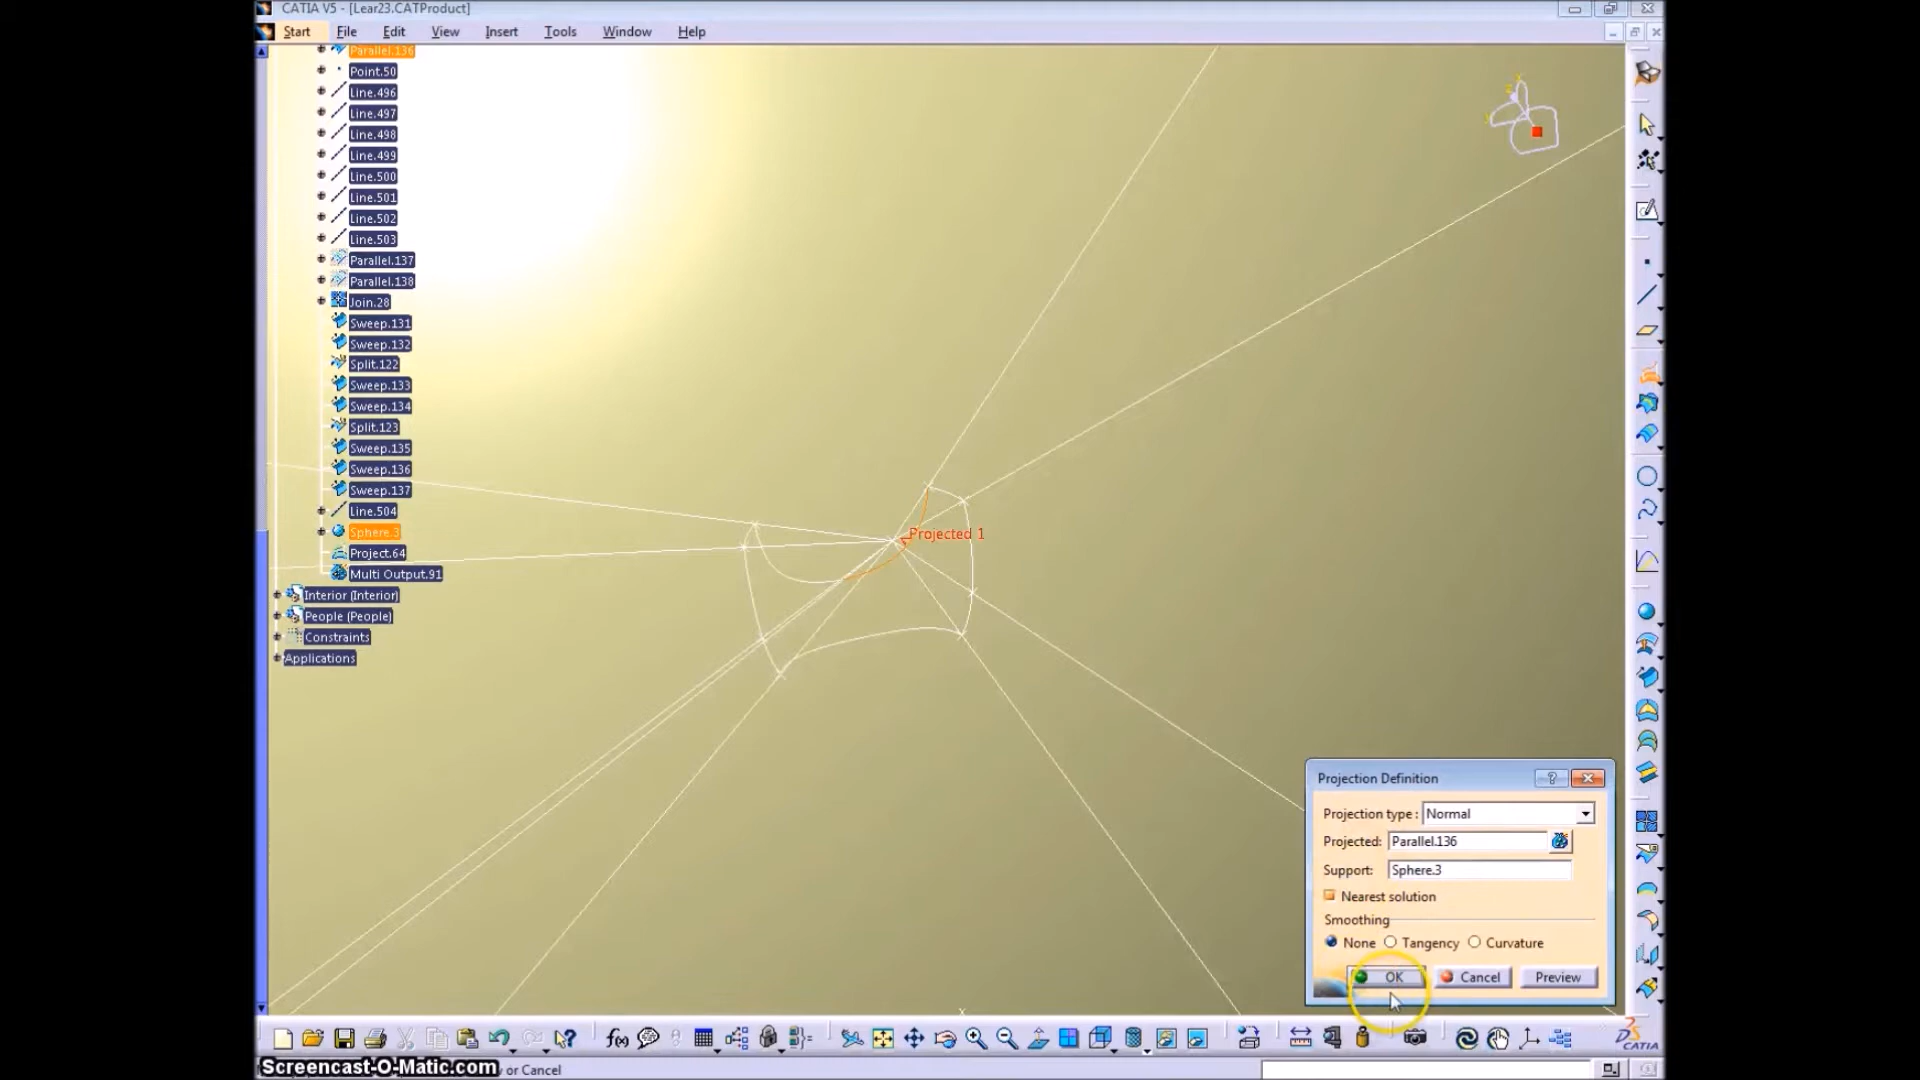 CATIA V5 - [Lear23.CATProduct]
Start File Edit View Insert Tools Window Help
Parallel.136
Point.50
Line.496
Line.497
Line.498
Line.499
Line.500
Line.501
Line.502
Line.503
Parallel.137
Parallel.138
Join.28
Sweep.131
Sweep.132
Split.122
Sweep.133
Sweep.134
Split.123
Sweep.135
Sweep.136
Sweep.137
Line.504
Sphere.3
Project.64
Multi Output.91
Interior (Interior)
People (People)
Constraints
Applications
Projected 1
Projection Definition
Projection type : Normal
Projected: Parallel.136
Support: Sphere.3
Nearest solution
Smoothing
None Tangency Curvature
OK Cancel Preview
f(x)
CATIA
Screencast-O-Matic.com or Cancel